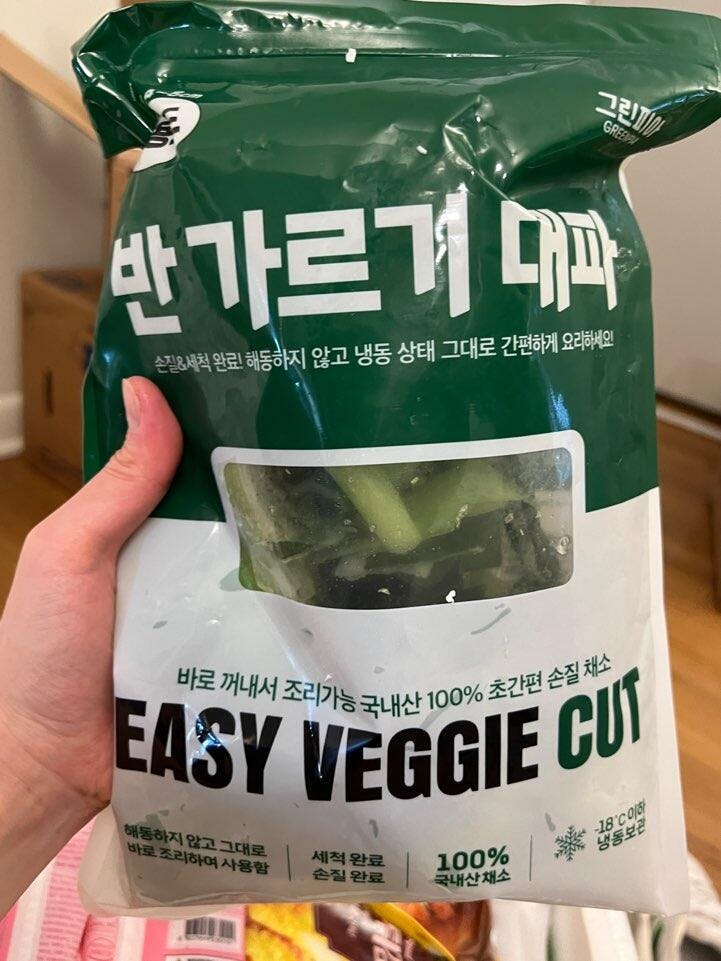 그린피아
반 가르기 대파
손질&세척 완료! 해동하지 않고 냉동 상태 그대로 간편하게 요리하세요!
바로 꺼내서 조리가능 국내산 100% 초간편 손질 채소
EASY VEGGIE CUT
해동하지 않고 그대로
바로 조리하여 사용함
세척 완료
손질 완료
100%
국내산 채소
-18°C 이하
냉동보관